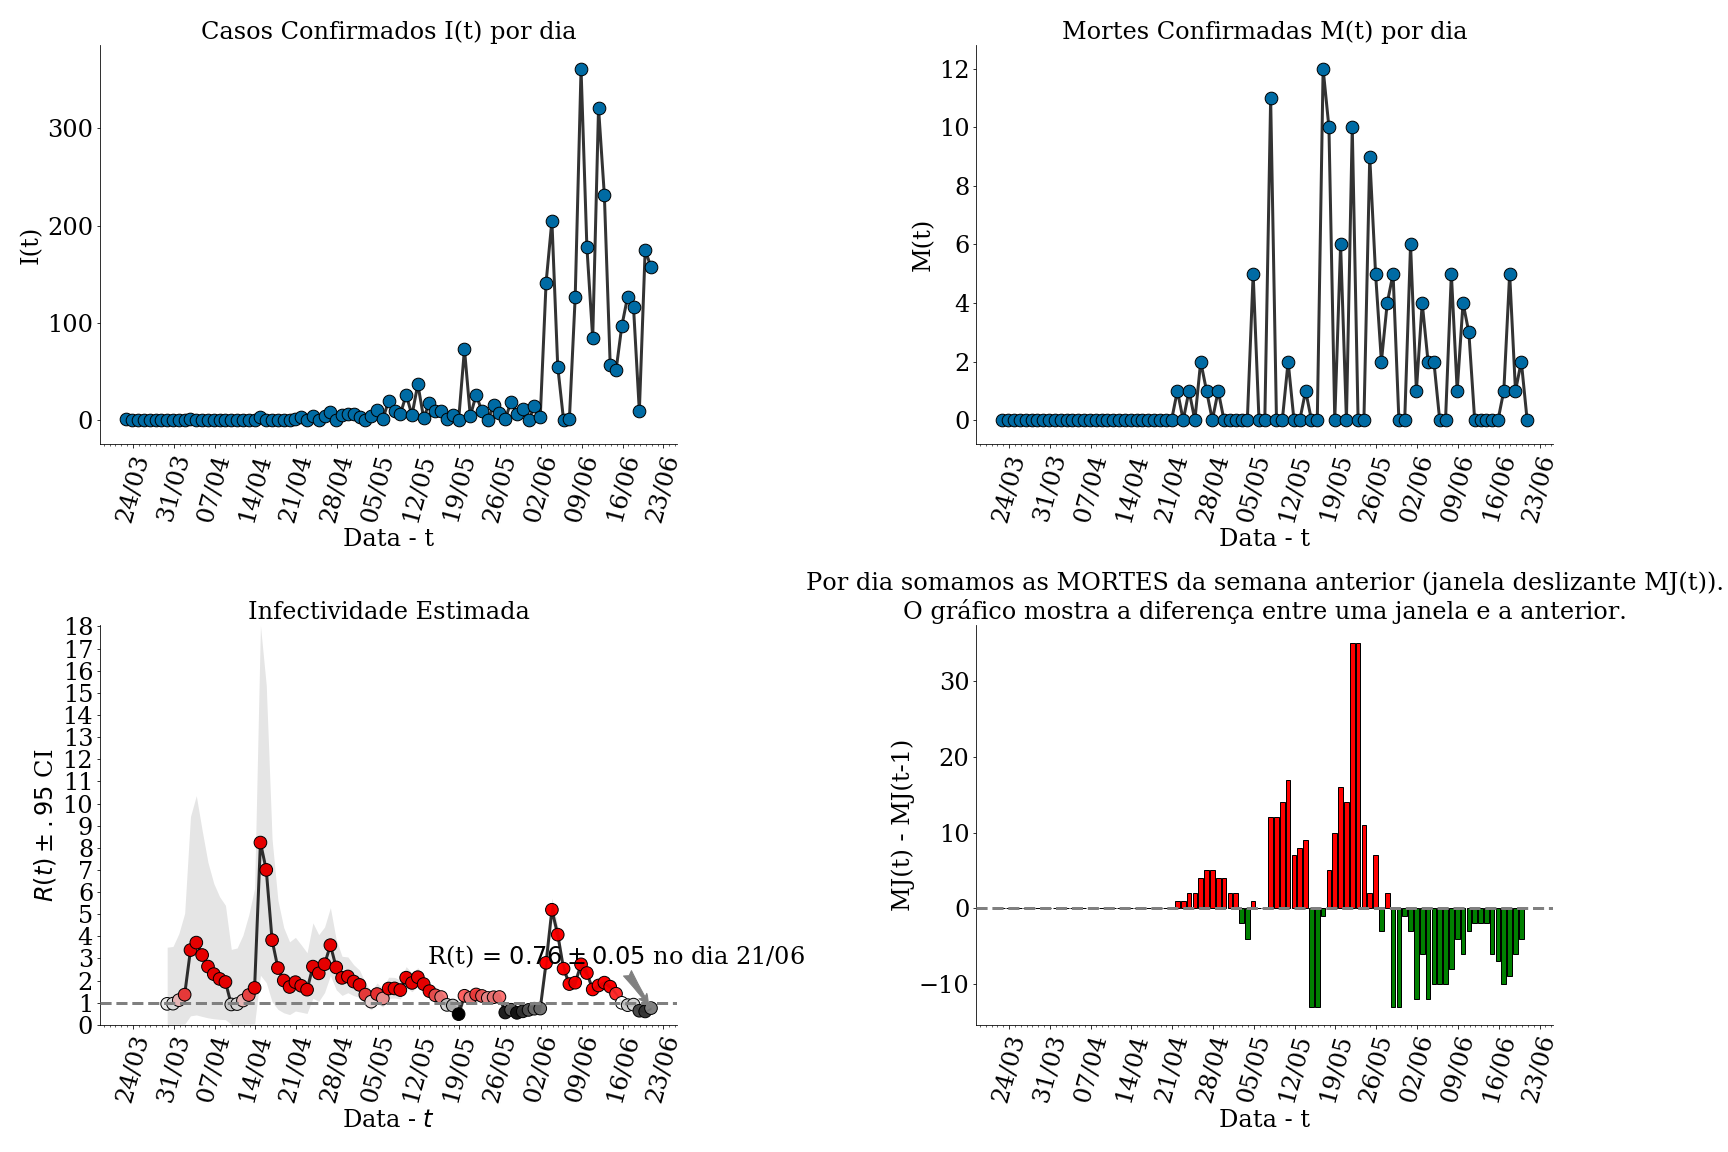 Casos Confirmados I(t) por dia
I(t)
300
200
100
0
24/03 31/03 07/04 14/04 21/04 28/04 05/05 12/05 19/05 26/05 02/06 09/06 16/06 23/06
Data - t
Mortes Confirmadas M(t) por dia
M(t)
12
10
8
6
4
2
0
24/03 31/03 07/04 14/04 21/04 28/04 05/05 12/05 19/05 26/05 02/06 09/06 16/06 23/06
Data - t
Infectividade Estimada
R(t) ± .95 CI
18
17
16
15
14
13
12
11
10
9
8
7
6
5
4
3
2
1
0
R(t) = 0.76 ± 0.05 no dia 21/06
24/03 31/03 07/04 14/04 21/04 28/04 05/05 12/05 19/05 26/05 02/06 09/06 16/06 23/06
Data - t
Por dia somamos as MORTES da semana anterior (janela deslizante MJ(t)).
O gráfico mostra a diferença entre uma janela e a anterior.
MJ(t) - MJ(t-1)
30
20
10
0
−10
24/03 31/03 07/04 14/04 21/04 28/04 05/05 12/05 19/05 26/05 02/06 09/06 16/06 23/06
Data - t